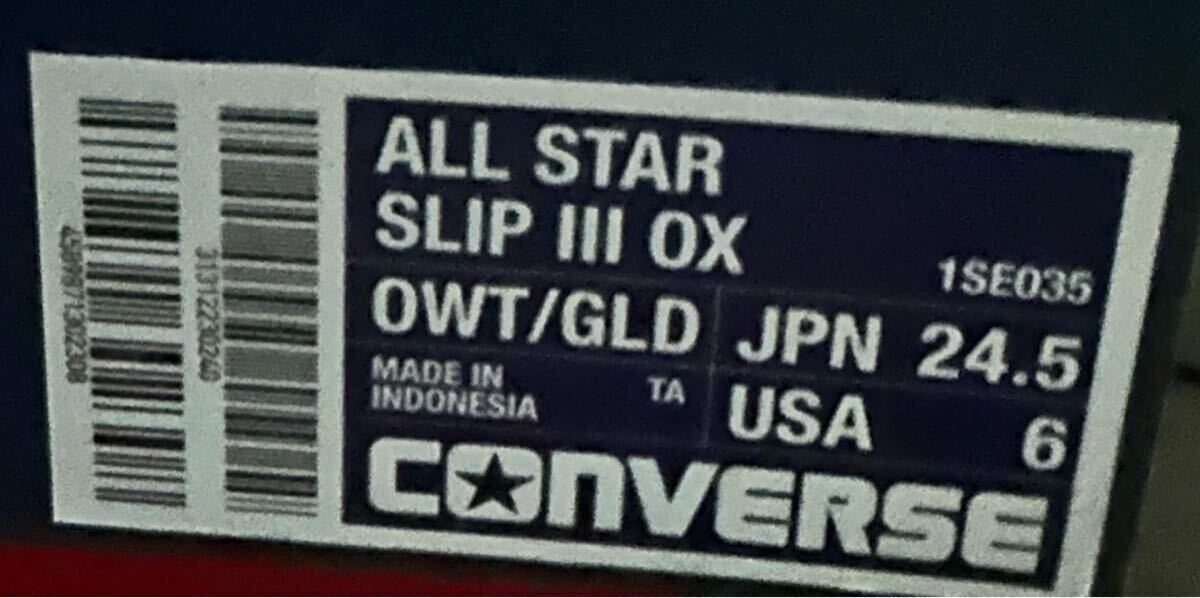 ALL STAR
SLIP III OX
1SE035
OWT/GLD
JPN 24.5
MADE IN
INDONESIA
TA
USA 6
CONVERSE